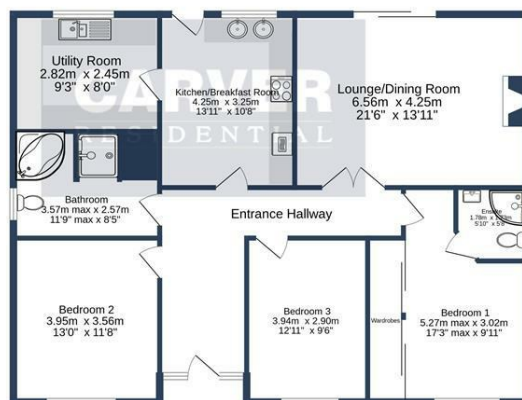 CARVER
RESIDENTIAL
Utility Room
2.82m x 2.45m
9'3" x 8'0"
Kitchen/Breakfast Room
4.25m x 3.25m
13'11" x 10'8"
Lounge/Dining Room
6.56m x 4.25m
21'6" x 13'11"
Bathroom
3.57m max x 2.57m
11'9" max x 8'5"
Entrance Hallway
Ensuite
5'10" x 5'8"
Bedroom 2
3.95m x 3.56m
13'0" x 11'8"
Bedroom 3
3.94m x 2.90m
12'11" x 9'6"
Wardrobes
Bedroom 1
5.27m max x 3.02m
17'3" max x 9'11"